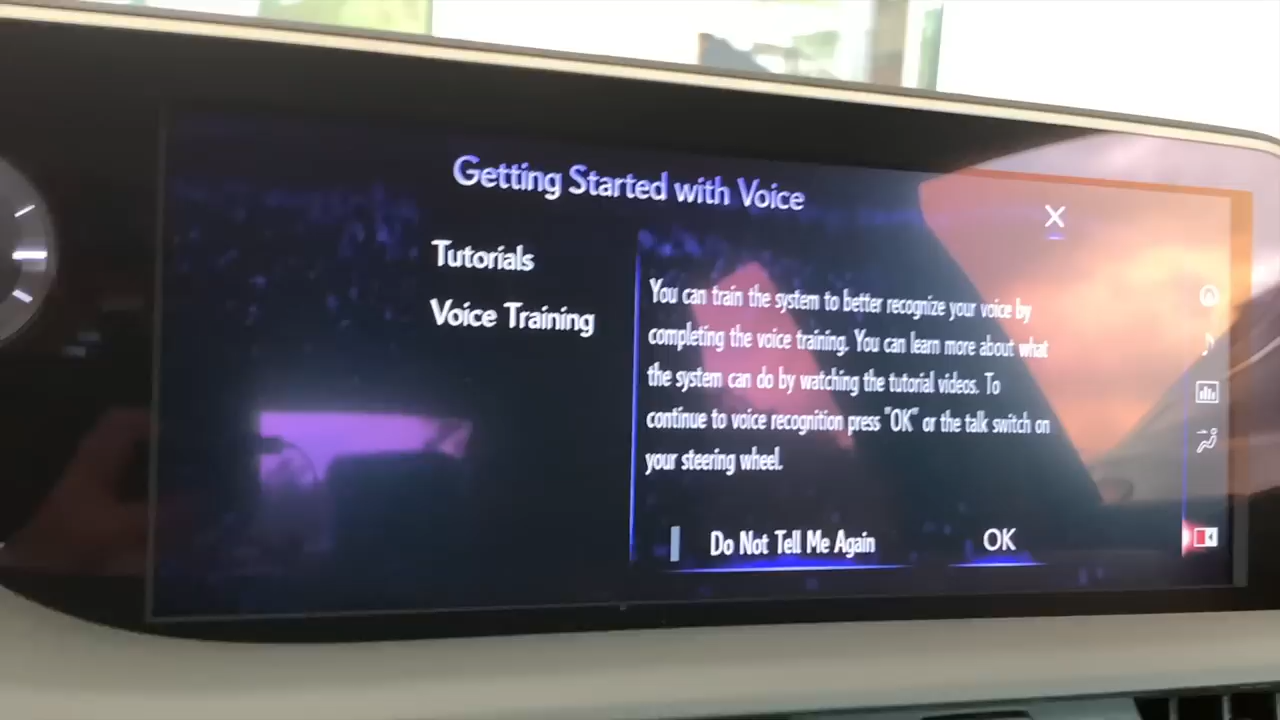 Getting Started with Voice
Tutorials
Voice Training
You can train the system to better recognize your voice by
completing the voice training. You can learn more about what
the system can do by watching the tutorial videos. To
continue to voice recognition press "OK" or the talk switch on
your steering wheel.
Do Not Tell Me Again
OK